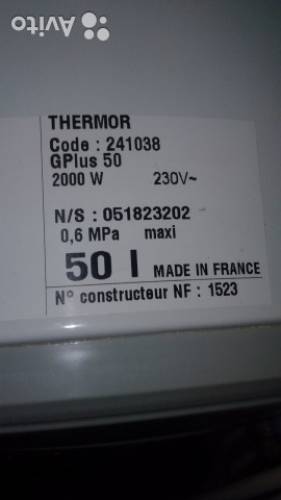 Avito
THERMOR
Code : 241038
GPlus 50
2000 W 230V~
N/S : 051823202
0,6 MPa maxi
50 l MADE IN FRANCE
N° constructeur NF : 1523